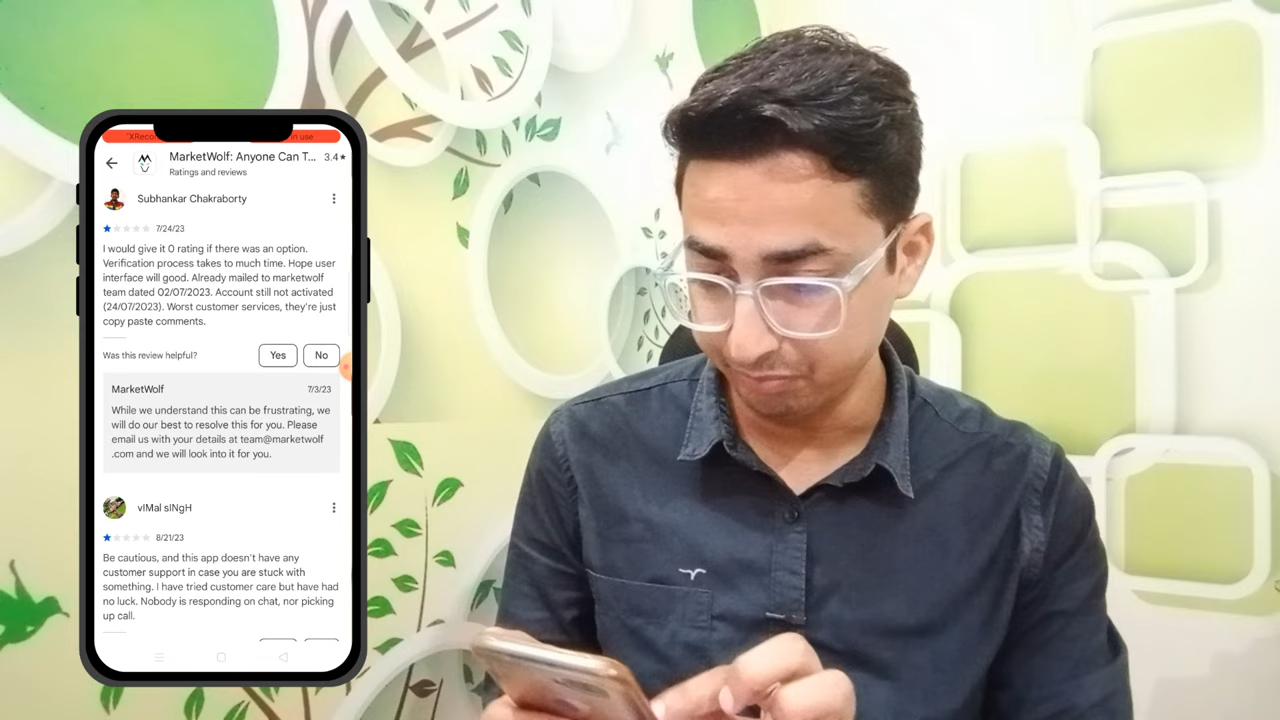 "XReco in use
MarketWolf: Anyone Can T... 3.4★
Ratings and reviews
Subhankar Chakraborty
7/24/23
I would give it 0 rating if there was an option.
Verification process takes to much time. Hope user
interface will good. Already mailed to marketwolf
team dated 02/07/2023. Account still not activated
(24/07/2023). Worst customer services, they're just
copy paste comments.
Was this review helpful? Yes No
MarketWolf 7/3/23
While we understand this can be frustrating, we
will do our best to resolve this for you. Please
email us with your details at team@marketwolf
.com and we will look into it for you.
vIMal sINgH
8/21/23
Be cautious, and this app doesn't have any
customer support in case you are stuck with
something. I have tried customer care but have had
no luck. Nobody is responding on chat, nor picking
up call.